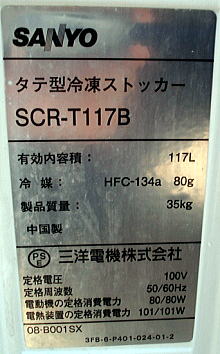 SANYO
タテ型冷凍ストッカー
SCR-T117B
有効内容積： 117L
冷 媒： HFC-134a 80g
製品質量： 35kg
中国製
PS E 三洋電機株式会社
定格電圧 100V
定格周波数 50/60Hz
電動機の定格消費電力 80/80W
電熱装置の定格消費電力 101/101W
08-B001SX
3FB-6-P401-024-01-2